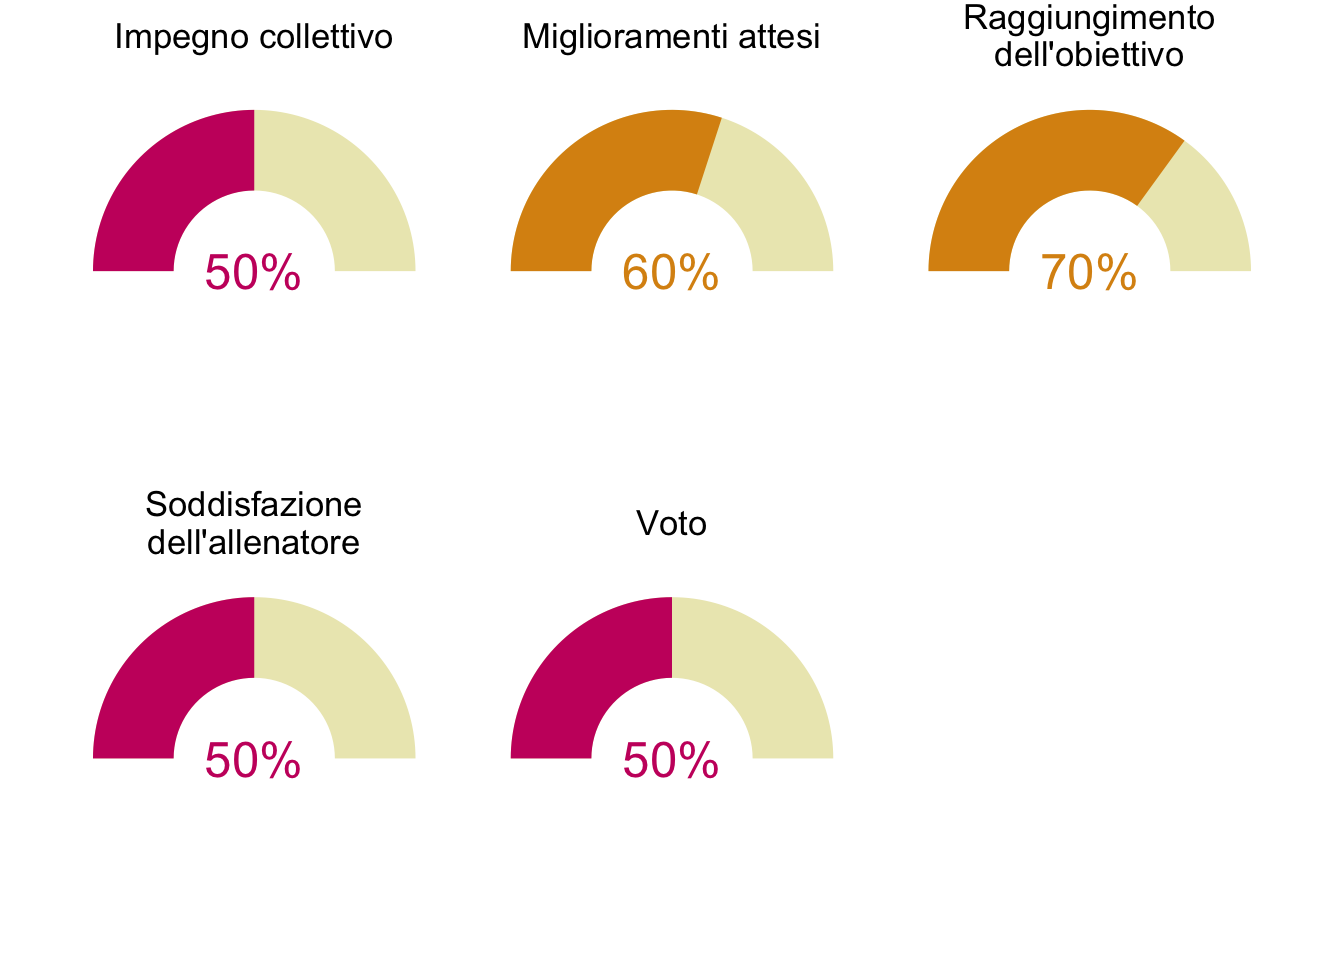 Impegno collettivo
Miglioramenti attesi
Raggiungimento
dell'obiettivo
50%
60%
70%
Soddisfazione
dell'allenatore
Voto
50%
50%